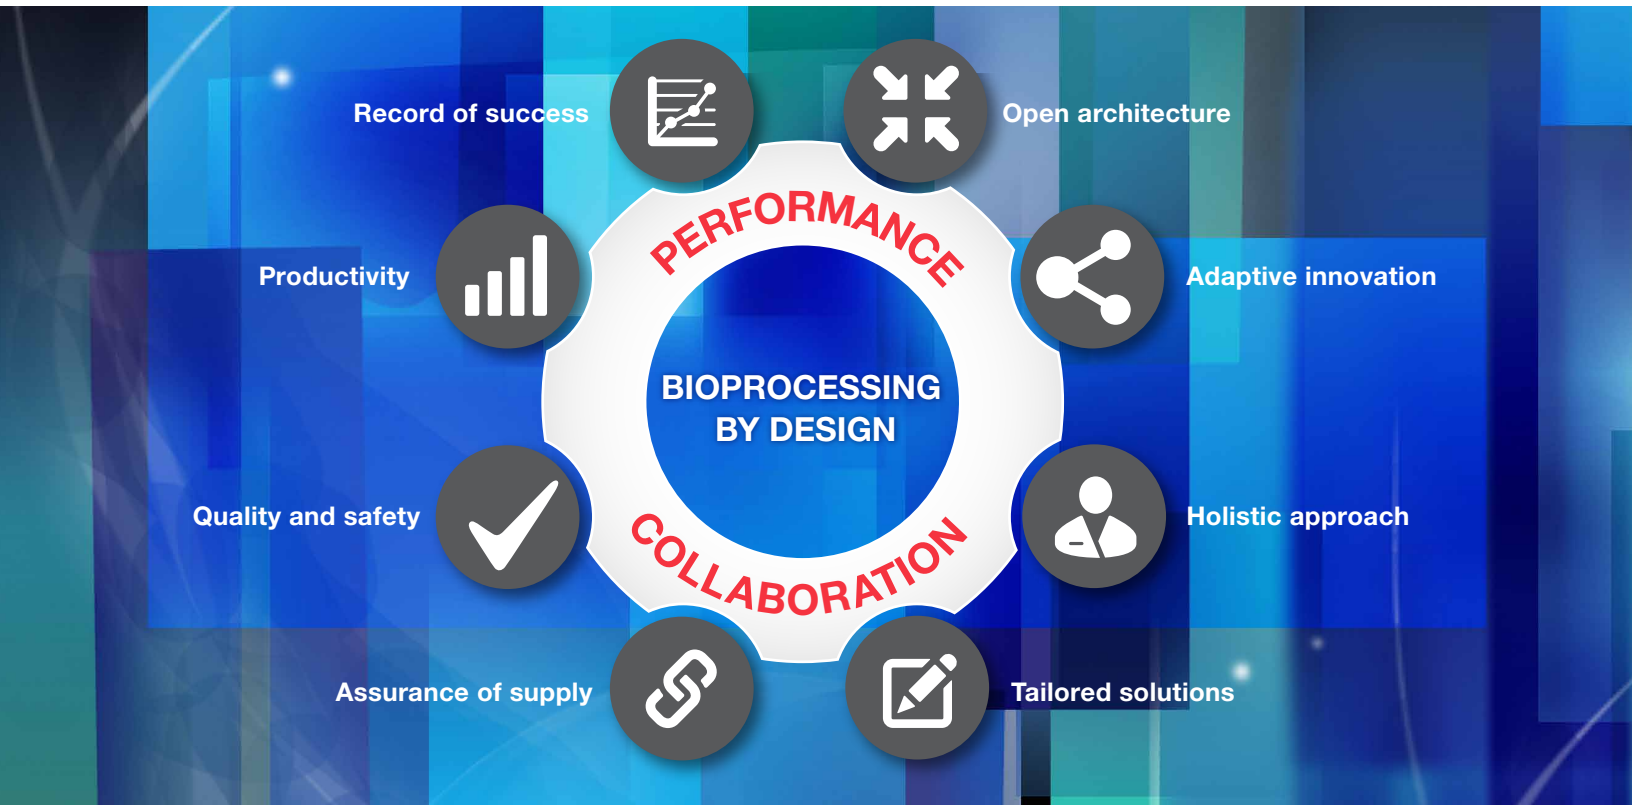 Record of success
Open architecture
PERFORMANCE
Productivity
Adaptive innovation
BIOPROCESSING
BY DESIGN
Quality and safety
Holistic approach
COLLABORATION
Assurance of supply
Tailored solutions